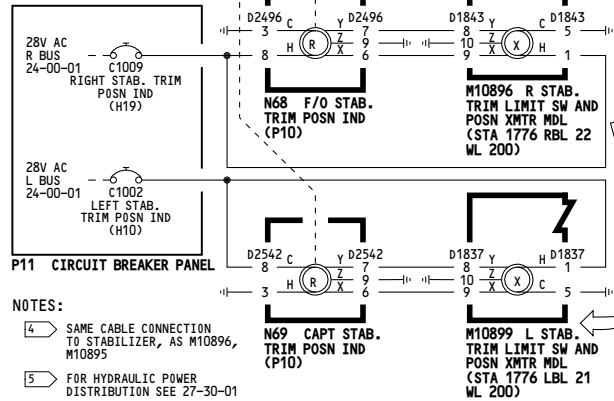 D2496 D2496 D1843 D1843
3 C Y 7 8 Y C 5
R Z 9 10 Z X
8 H X 6 9 X H 1
28V AC
R BUS
24-00-01
C1009
RIGHT STAB. TRIM
POSN IND
(H19)
N68 F/O STAB.
TRIM POSN IND
(P10)
M10896 R STAB.
TRIM LIMIT SW AND
POSN XMTR MDL
(STA 1776 RBL 22
WL 200)
28V AC
L BUS
24-00-01
C1002
LEFT STAB.
TRIM POSN IND
(H10)
P11 CIRCUIT BREAKER PANEL
D2542 D2542 D1837 D1837
8 C Y 7 8 Y H 1
R Z 9 10 Z X
3 H X 6 9 X C 5
N69 CAPT STAB.
TRIM POSN IND
(P10)
M10899 L STAB.
TRIM LIMIT SW AND
POSN XMTR MDL
(STA 1776 LBL 21
WL 200)
NOTES:
4 SAME CABLE CONNECTION
TO STABILIZER, AS M10896,
M10895
5 FOR HYDRAULIC POWER
DISTRIBUTION SEE 27-30-01